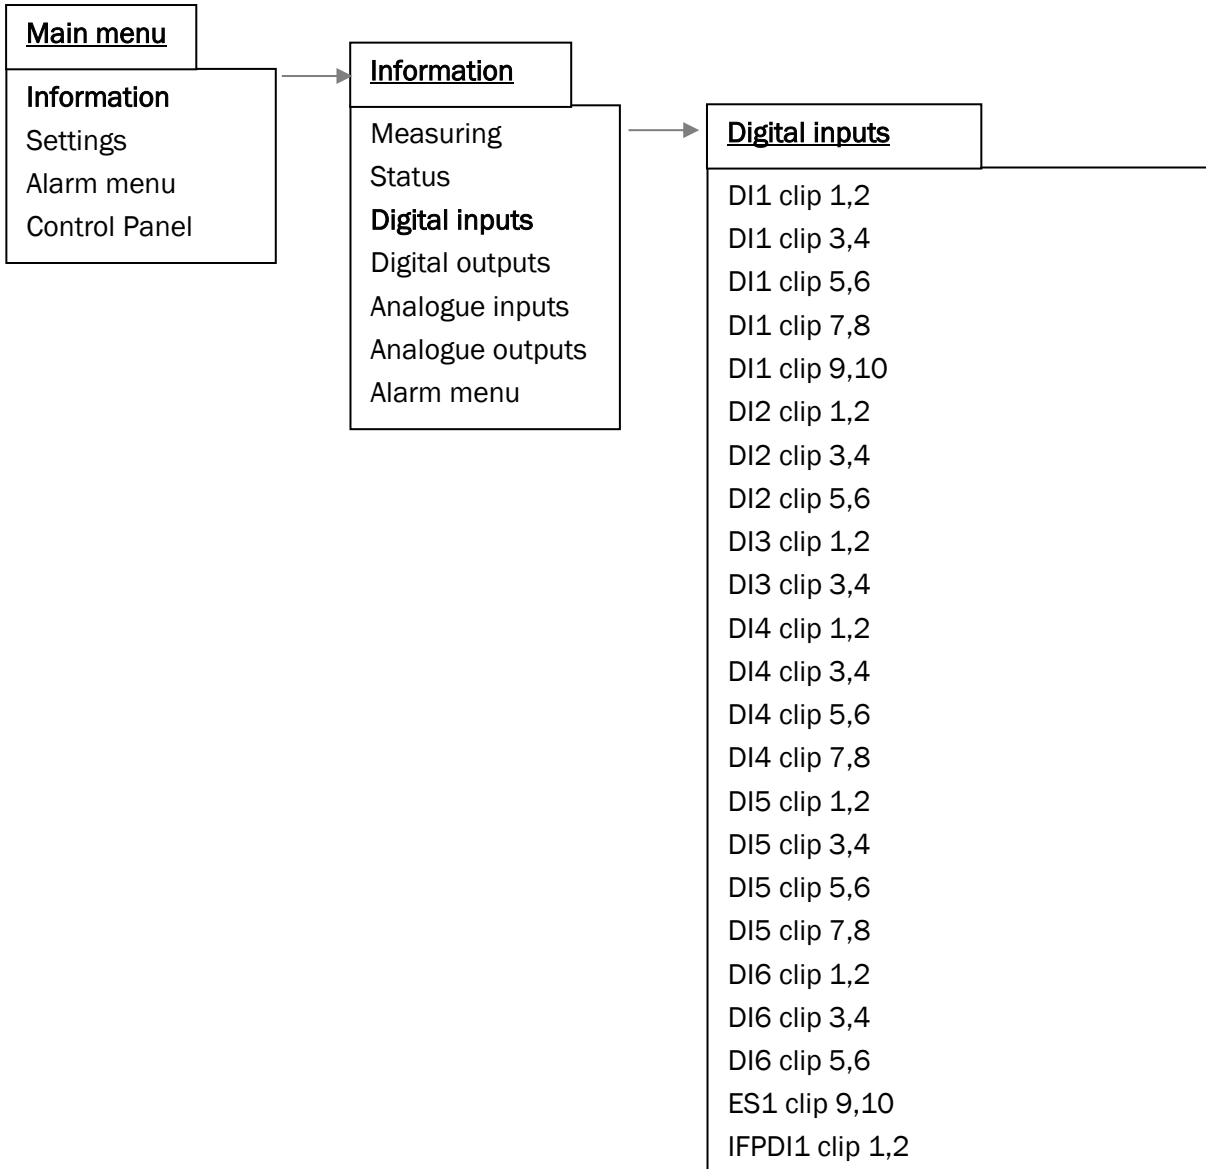 Main menu
Information
Settings
Alarm menu
Control Panel
Information
Measuring
Status
Digital inputs
Digital outputs
Analogue inputs
Analogue outputs
Alarm menu
Digital inputs
DI1 clip 1,2
DI1 clip 3,4
DI1 clip 5,6
DI1 clip 7,8
DI1 clip 9,10
DI2 clip 1,2
DI2 clip 3,4
DI2 clip 5,6
DI3 clip 1,2
DI3 clip 3,4
DI4 clip 1,2
DI4 clip 3,4
DI4 clip 5,6
DI4 clip 7,8
DI5 clip 1,2
DI5 clip 3,4
DI5 clip 5,6
DI5 clip 7,8
DI6 clip 1,2
DI6 clip 3,4
DI6 clip 5,6
ES1 clip 9,10
IFPDI1 clip 1,2